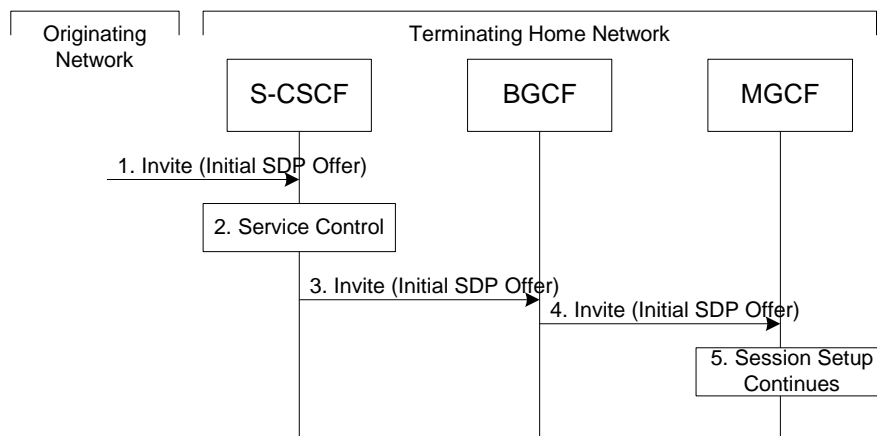 Originating
Network
Terminating Home Network
S-CSCF
BGCF
MGCF
1. Invite (Initial SDP Offer)
2. Service Control
3. Invite (Initial SDP Offer)
4. Invite (Initial SDP Offer)
5. Session Setup
Continues